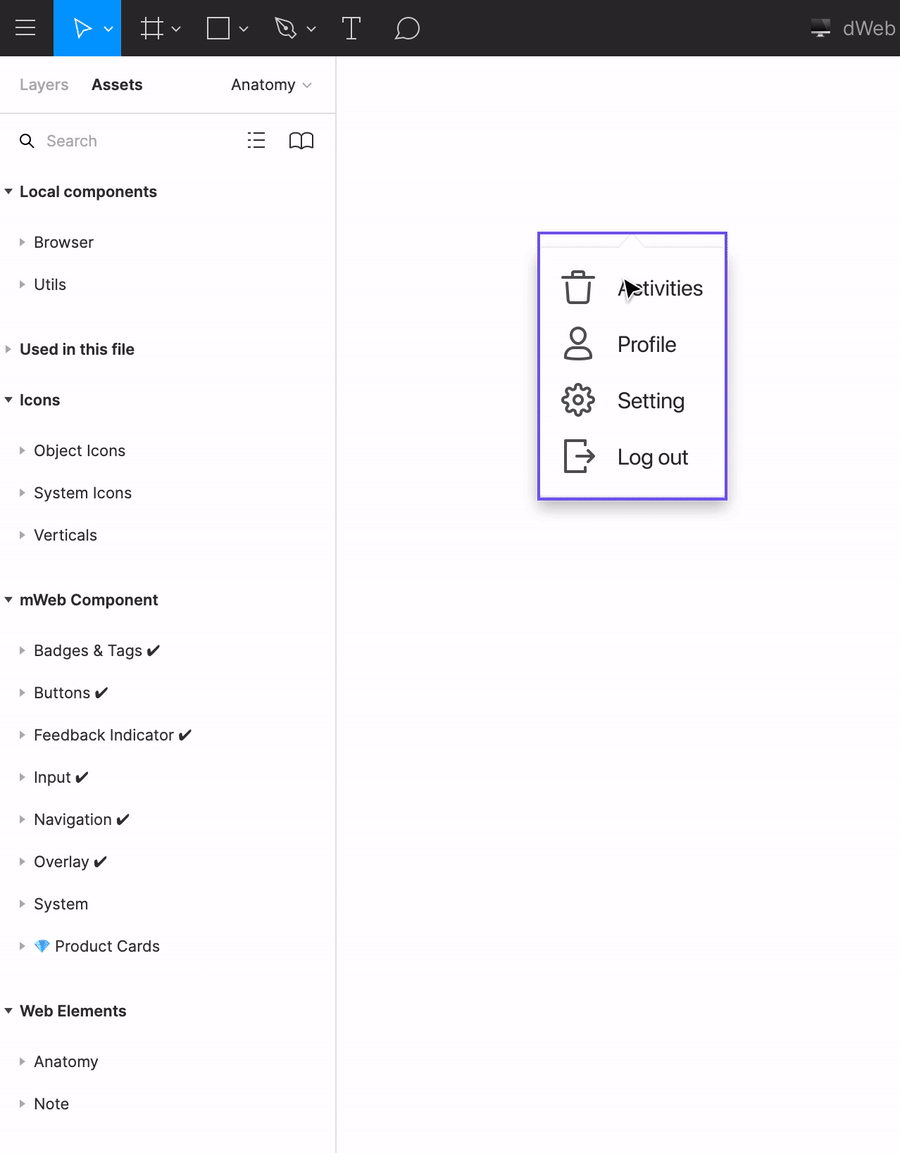 dWeb
Layers Assets Anatomy
Search
Local components
Browser
Utils
Used in this file
Icons
Object Icons
System Icons
Verticals
mWeb Component
Badges & Tags ✔
Buttons ✔
Feedback Indicator ✔
Input ✔
Navigation ✔
Overlay ✔
System
💎 Product Cards
Web Elements
Anatomy
Note
Activities
Profile
Setting
Log out